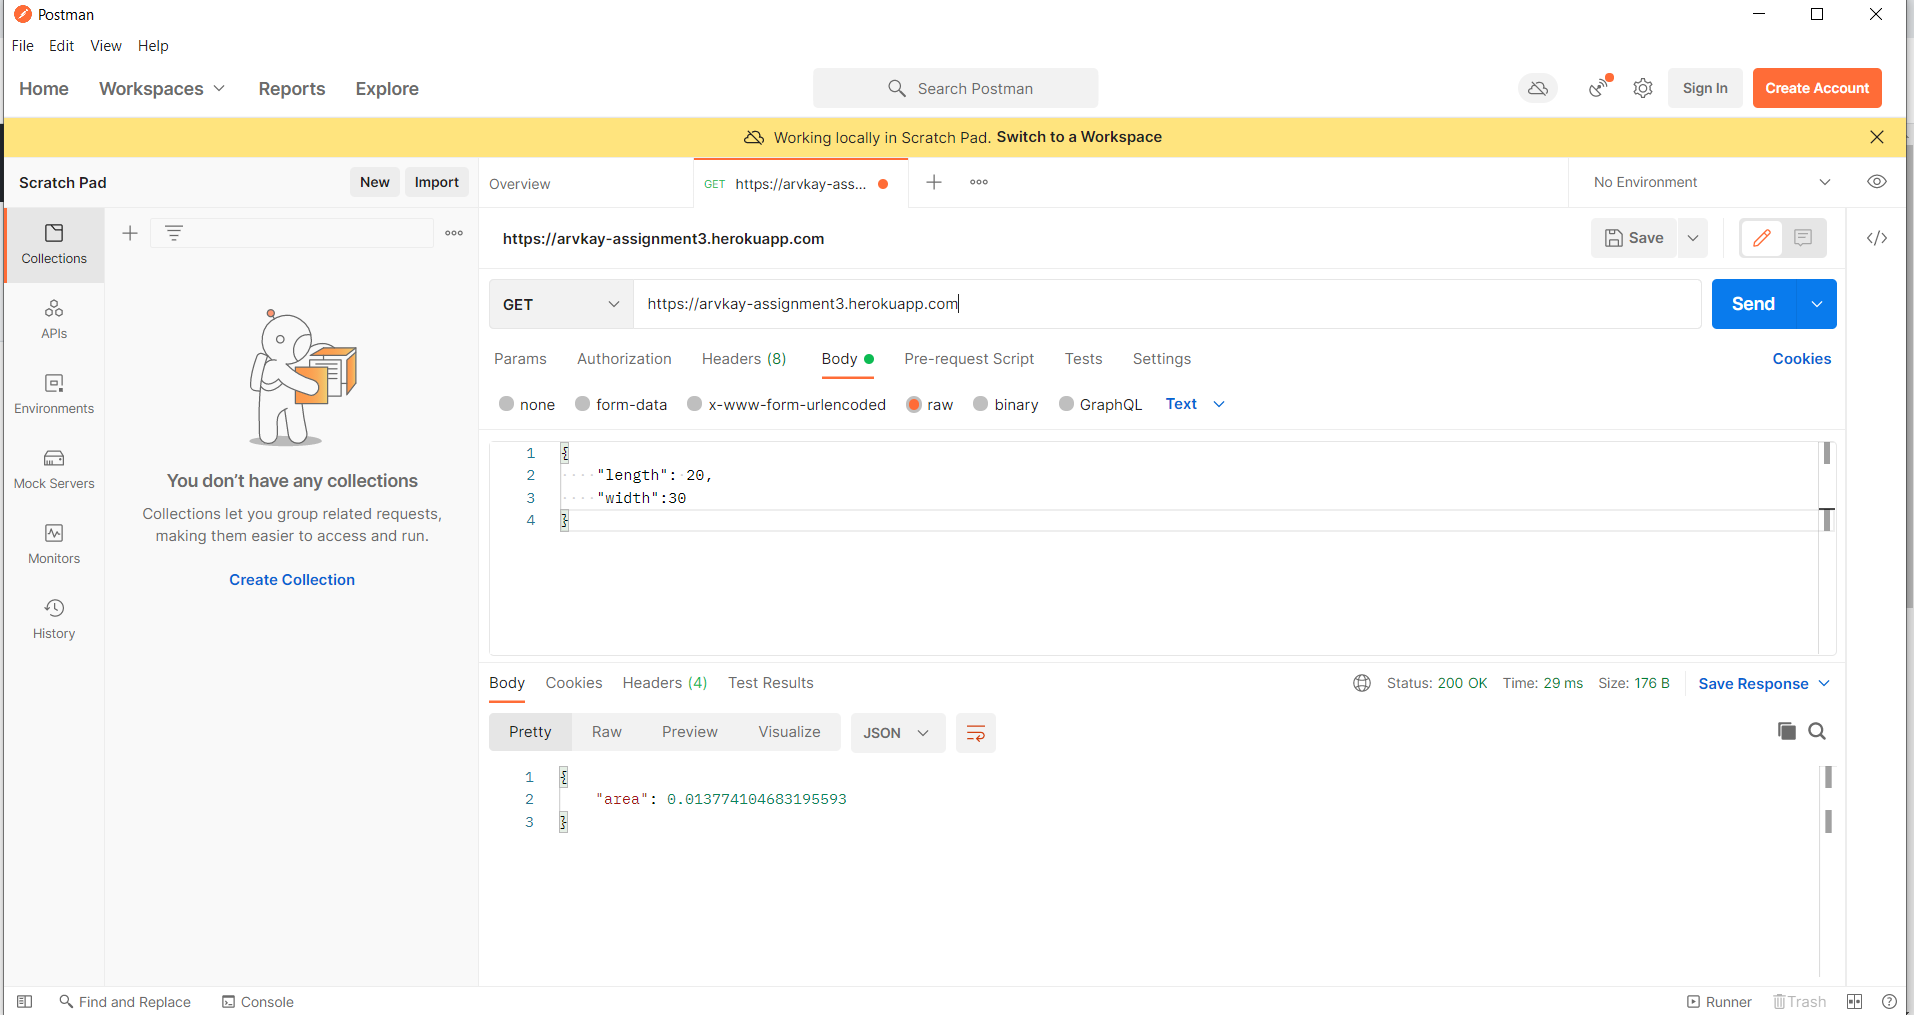 Postman
File Edit View Help
Home Workspaces Reports Explore Search Postman Sign In Create Account
Working locally in Scratch Pad. Switch to a Workspace
Scratch Pad New Import Overview GET https://arvkay-ass... No Environment
https://arvkay-assignment3.herokuapp.com Save
Collections
GET https://arvkay-assignment3.herokuapp.com Send
APIs
Params Authorization Headers (8) Body Pre-request Script Tests Settings Cookies
Environments
none form-data x-www-form-urlencoded raw binary GraphQL Text
Mock Servers
1 {
2 "length": 20,
3 "width":30
4 }
You don't have any collections
Collections let you group related requests,
making them easier to access and run.
Create Collection
Monitors
History
Body Cookies Headers (4) Test Results Status: 200 OK Time: 29 ms Size: 176 B Save Response
Pretty Raw Preview Visualize JSON
1 {
2 "area": 0.013774104683195593
3 }
Find and Replace Console Runner Trash